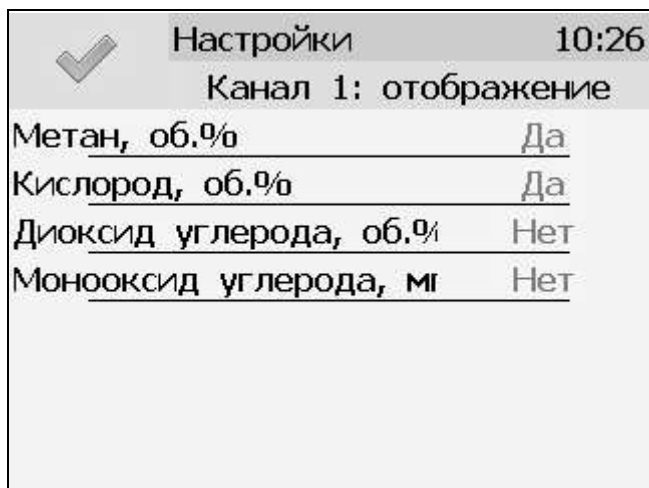 Настройки 10:26
Канал 1: отображение
Метан, об.% Да
Кислород, об.% Да
Диоксид углерода, об.% Нет
Монооксид углерода, мг Нет